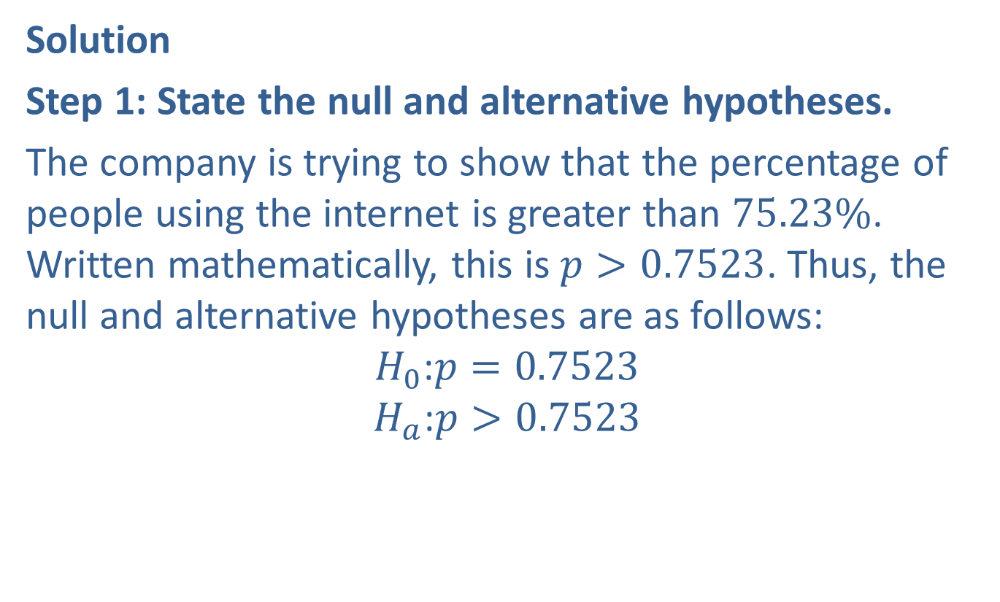 Solution
Step 1: State the null and alternative hypotheses.
The company is trying to show that the percentage of
people using the internet is greater than 75.23%.
Written mathematically, this is p > 0.7523. Thus, the
null and alternative hypotheses are as follows:
H₀:p = 0.7523
Hₐ:p > 0.7523